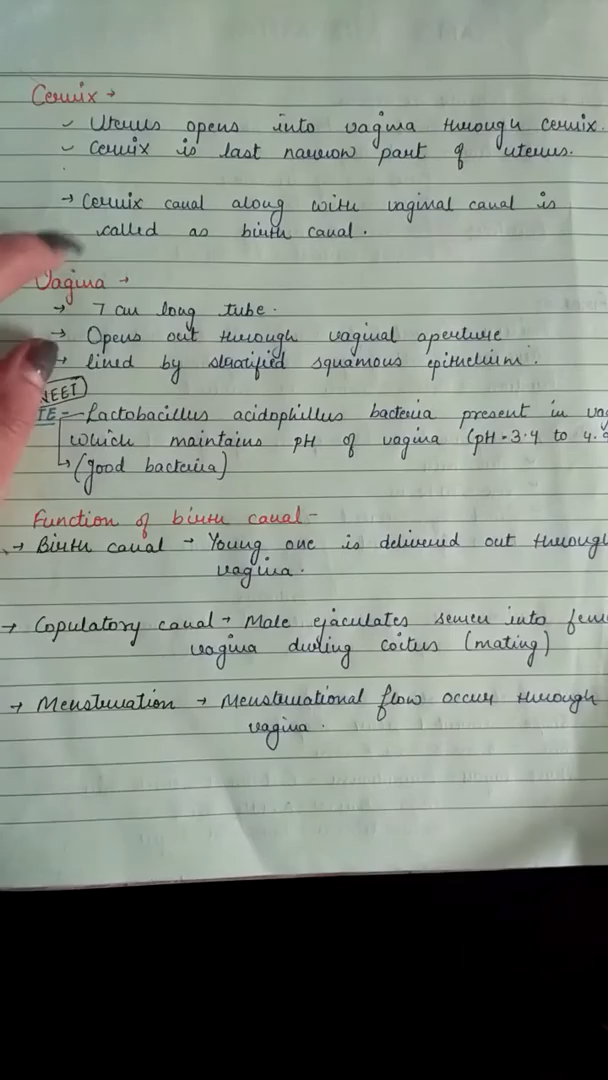 Cervix →
Uterus opens into vagina through cervix.
Cervix is last narrow part of uterus.
→ Cervix canal along with vaginal canal is
called as birth canal.
Vagina →
→ 7 cm long tube.
→ Opens out through vaginal aperture
→ lined by stratified squamous epithelium.
NEET
TE - Lactobacillus acidophillus bacteria present in
which maintains pH of vagina (pH - 3.4 to 4.
→ (good bacteria)
Function of birth canal -
→ Birth canal → Young one is delivered out through
vagina.
→ Copulatory canal → Male ejaculates semen into
vagina during coitus (mating)
→ Menstruation → Menstruational flow occur through
vagina.